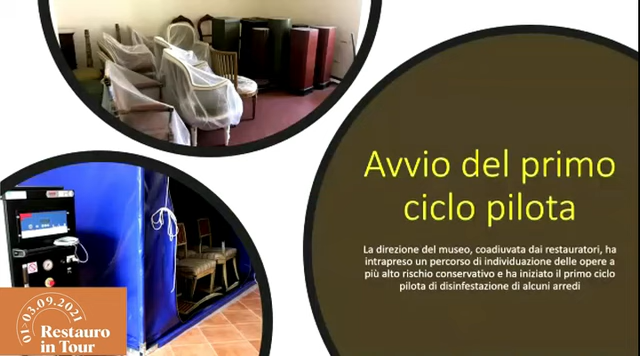 Avvio del primo
ciclo pilota
La direzione del museo, coadiuvata dai restauratori, ha
intrapreso un percorso di individuazione delle opere a
più alto rischio conservativo e ha iniziato il primo ciclo
pilota di disinfestazione di alcuni arredi
01>03.09.2021
Restauro
in Tour